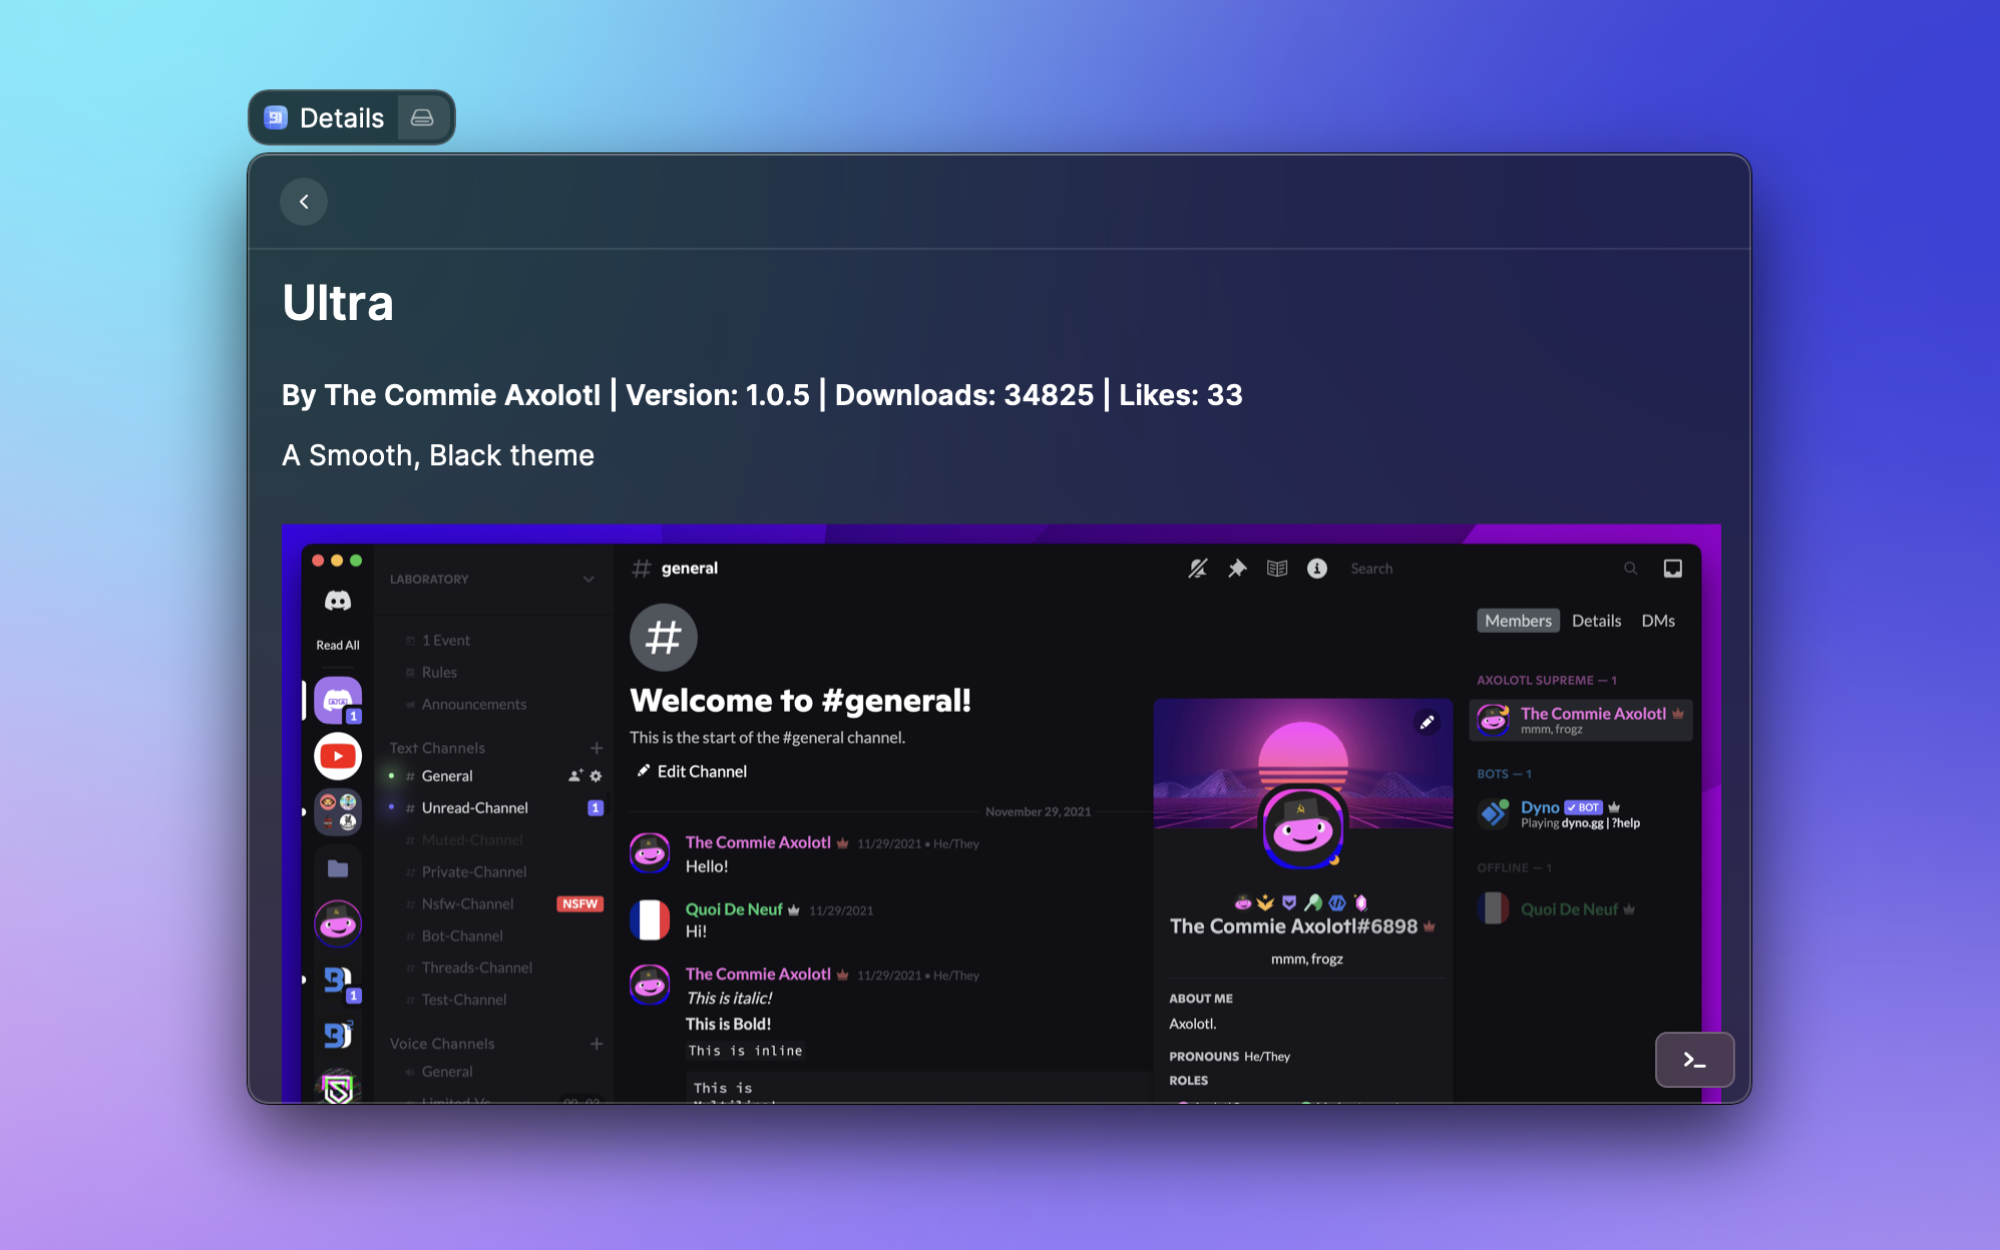 Details
Ultra
By The Commie Axolotl | Version: 1.0.5 | Downloads: 34825 | Likes: 33
A Smooth, Black theme
Read All
1
1
LABORATORY
1 Event
Rules
Announcements
Text Channels
# General
# Unread-Channel 1
# Muted-Channel
Private-Channel
Nsfw-Channel NSFW
Bot-Channel
Threads-Channel
Test-Channel
Voice Channels
General
# general
Search
#
Welcome to #general!
This is the start of the #general channel.
Edit Channel
November 29, 2021
The Commie Axolotl 11/29/2021 • He/They
Hello!
Quoi De Neuf 11/29/2021
Hi!
The Commie Axolotl 11/29/2021 • He/They
This is italic!
This is Bold!
This is inline
This is
The Commie Axolotl#6898
mmm, frogz
ABOUT ME
Axolotl.
PRONOUNS He/They
ROLES
Members Details DMs
AXOLOTL SUPREME — 1
The Commie Axolotl
mmm, frogz
BOTS — 1
Dyno ✓ BOT
Playing dyno.gg | ?help
OFFLINE — 1
Quoi De Neuf